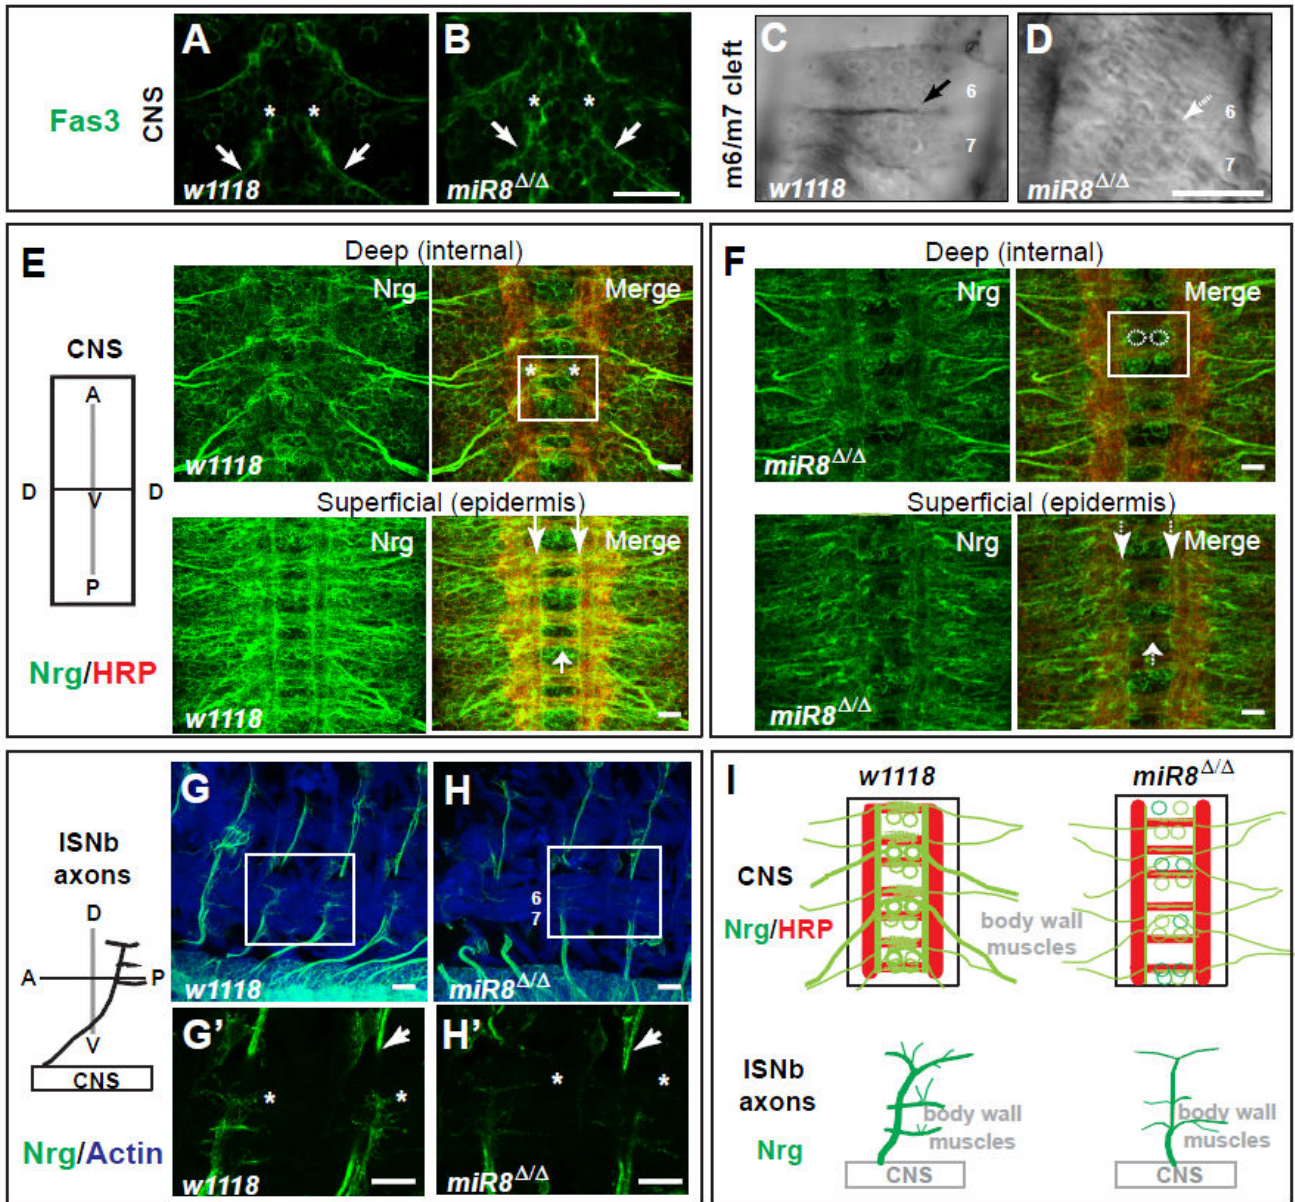 A
B
C
D
Fas3
CNS
*
*
*
*
w1118
miR8Δ/Δ
m6/m7 cleft
6
7
w1118
6
7
miR8Δ/Δ
E
Deep (internal)
Nrg
Merge
*
*
w1118
CNS
A
D
V
D
P
Superficial (epidermis)
Nrg
Merge
w1118
Nrg/HRP
F
Deep (internal)
Nrg
Merge
miR8Δ/Δ
Superficial (epidermis)
Nrg
Merge
miR8Δ/Δ
G
H
ISNb
axons
D
A
P
V
CNS
6
7
w1118
miR8Δ/Δ
G'
H'
*
*
*
*
Nrg/Actin
w1118
miR8Δ/Δ
I
w1118
miR8Δ/Δ
CNS
Nrg/HRP
body wall
muscles
ISNb
axons
Nrg
body wall
muscles
CNS
body wall
muscles
CNS